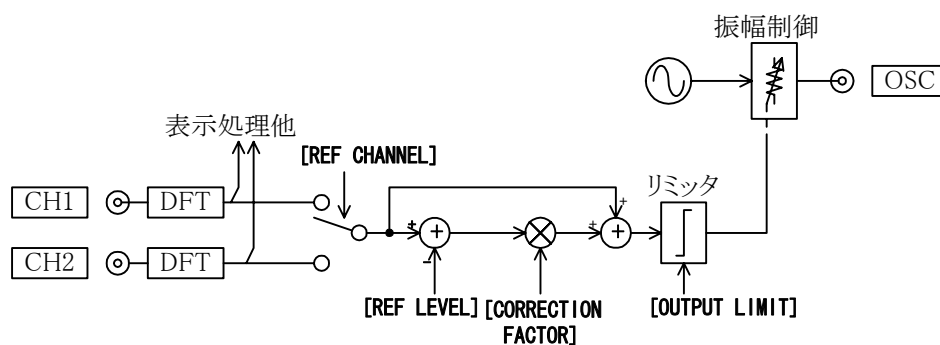 振幅制御
OSC
表示処理他
[REF CHANNEL]
リミッタ
CH1
DFT
CH2
DFT
[REF LEVEL]
[CORRECTION
FACTOR]
[OUTPUT LIMIT]